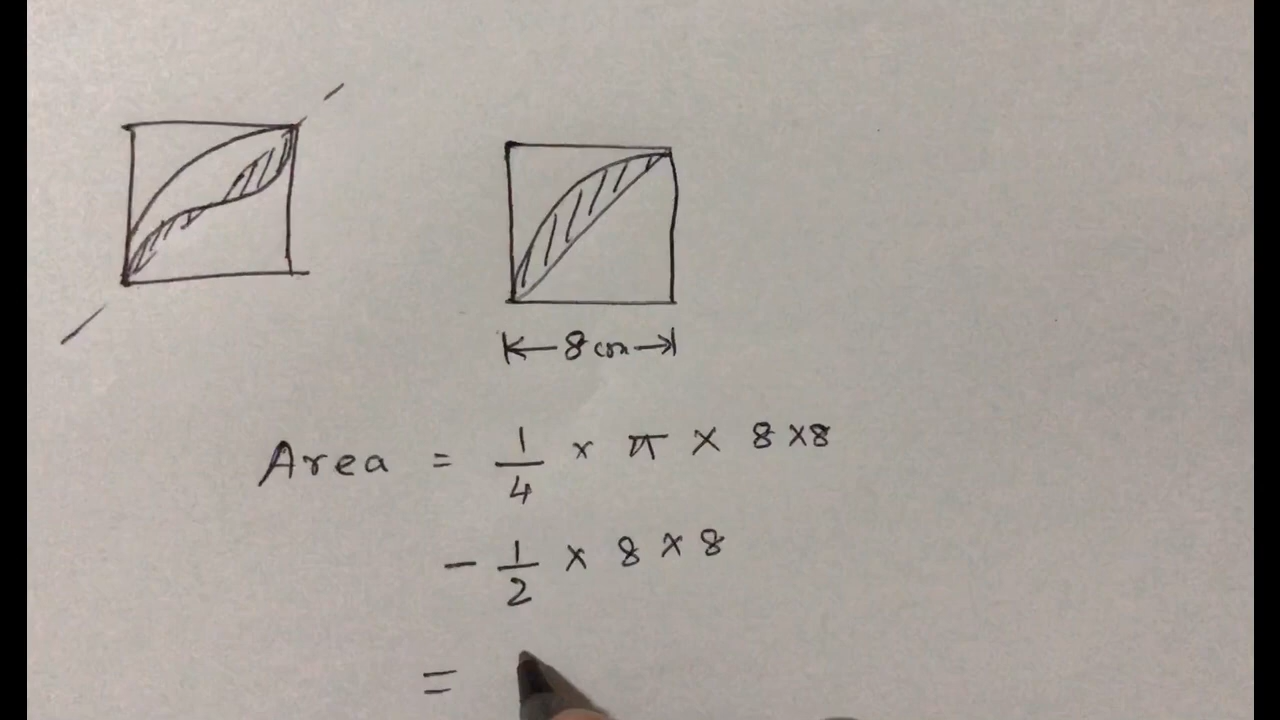 8 cm
Area = 1/4 × π × 8 × 8
- 1/2 × 8 × 8
=